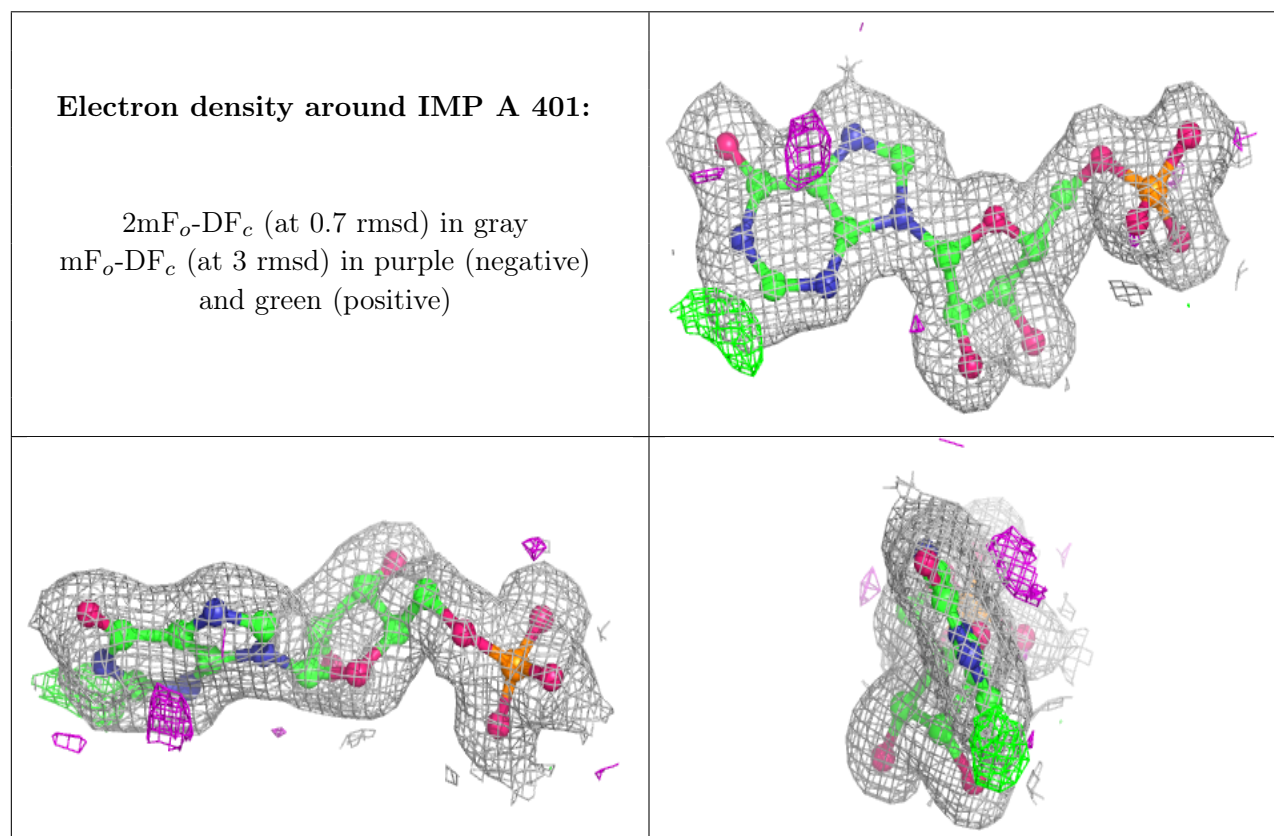 Electron density around IMP A 401:
2mFo-DFc (at 0.7 rmsd) in gray
mFo-DFc (at 3 rmsd) in purple (negative)
and green (positive)